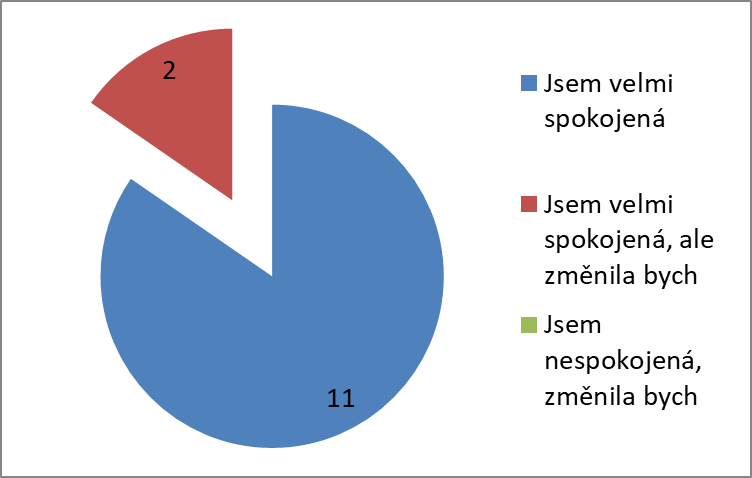 2
11
Jsem velmi
spokojená
Jsem velmi
spokojená, ale
změnila bych
Jsem
nespokojená,
změnila bych